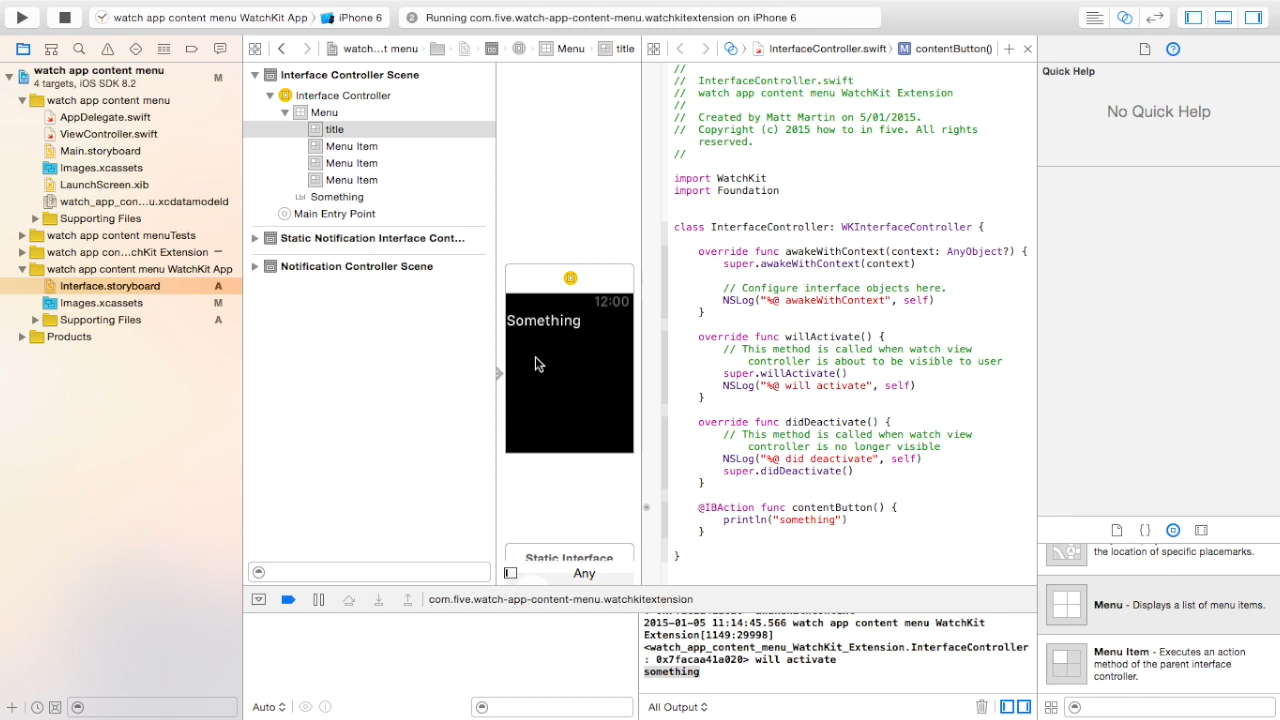 watch app content menu WatchKit App
iPhone 6
2 Running com.five.watch-app-content-menu.watchkitextension on iPhone 6
watch...t menu
Menu
title
InterfaceController.swift
M contentButton()
Quick Help
No Quick Help
watch app content menu
M
4 targets, iOS SDK 8.2
watch app content menu
AppDelegate.swift
ViewController.swift
Main.storyboard
Images.xcassets
LaunchScreen.xib
watch_app_con...u.xcdatamodeld
Supporting Files
watch app content menuTests
watch app con...chKit Extension
watch app content menu WatchKit App
Interface.storyboard
A
Images.xcassets
M
Supporting Files
A
Products
Interface Controller Scene
Interface Controller
Menu
title
Menu Item
Menu Item
Menu Item
Lbl Something
Main Entry Point
Static Notification Interface Cont...
Notification Controller Scene
12:00
Something
Static Interface
Any
//
// InterfaceController.swift
// watch app content menu WatchKit Extension
//
// Created by Matt Martin on 5/01/2015.
// Copyright (c) 2015 how to in five. All rights
reserved.
//
import WatchKit
import Foundation
class InterfaceController: WKInterfaceController {
override func awakeWithContext(context: AnyObject?) {
super.awakeWithContext(context)
// Configure interface objects here.
NSLog("%@ awakeWithContext", self)
}
override func willActivate() {
// This method is called when watch view
controller is about to be visible to user
super.willActivate()
NSLog("%@ will activate", self)
}
override func didDeactivate() {
// This method is called when watch view
controller is no longer visible
NSLog("%@ did deactivate", self)
super.didDeactivate()
}
@IBAction func contentButton() {
println("something")
}
}
com.five.watch-app-content-menu.watchkitextension
2015-01-05 11:14:45.566 watch app content menu WatchKit
Extension[1149:29998]
<watch_app_content_menu_WatchKit_Extension.InterfaceController
: 0x7facaa41a020> will activate
something
Auto
All Output
the location of specific placemarks.
Menu - Displays a list of menu items.
Menu Item - Executes an action
method of the parent interface
controller.